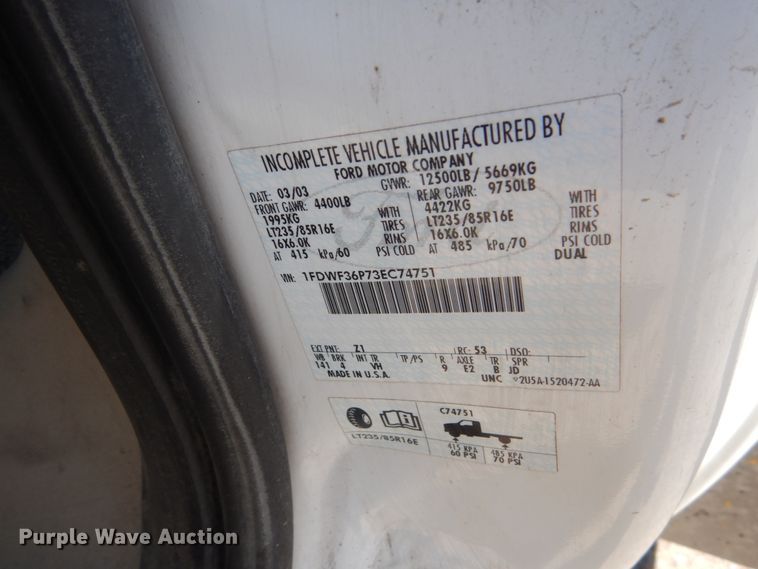 INCOMPLETE VEHICLE MANUFACTURED BY
FORD MOTOR COMPANY
DATE: 03/03 GVWR: 12500LB/ 5669KG
FRONT GAWR: 4400LB REAR GAWR: 9750LB
1995KG WITH 4422KG WITH
LT235/85R16E TIRES LT235/85R16E TIRES
16X6.0K RIMS 16X6.0K RIMS
AT 415 kPa/60 PSI COLD AT 485 kPa/70 PSI COLD
DUAL
VIN: 1FDWF36P73EC74751
EXT PNT: Z1 RC: 53 DSO:
WB BRK INT TR TP/PS R AXLE TR SPR
141 4 VH 9 E2 B JD
MADE IN U.S.A. UNC 2U5A-1520472-AA
C74751
LT235/85R16E
415 KPA 485 KPA
60 PSI 70 PSI
Purple Wave Auction